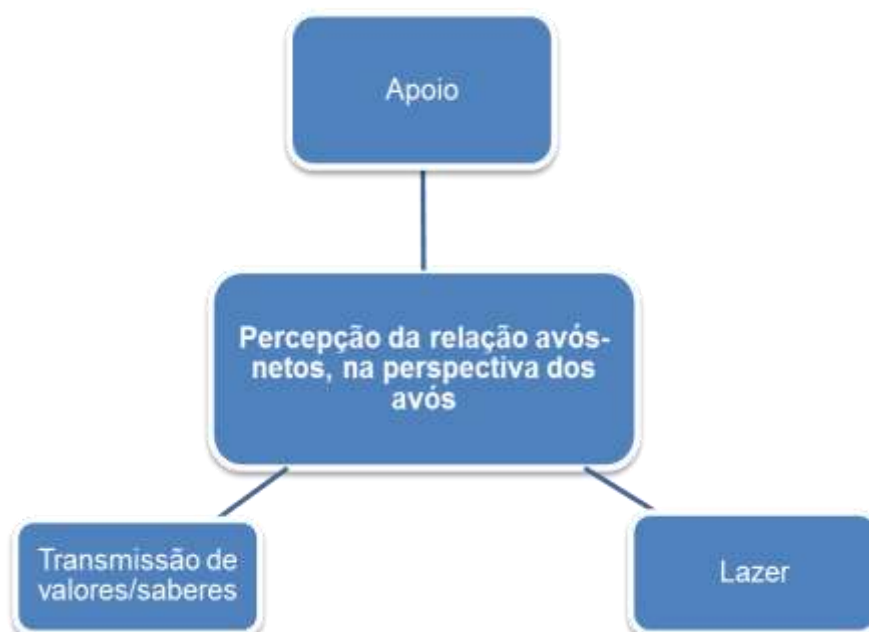 Apoio
Percepção da relação avós-
netos, na perspectiva dos
avós
Transmissão de
valores/saberes
Lazer